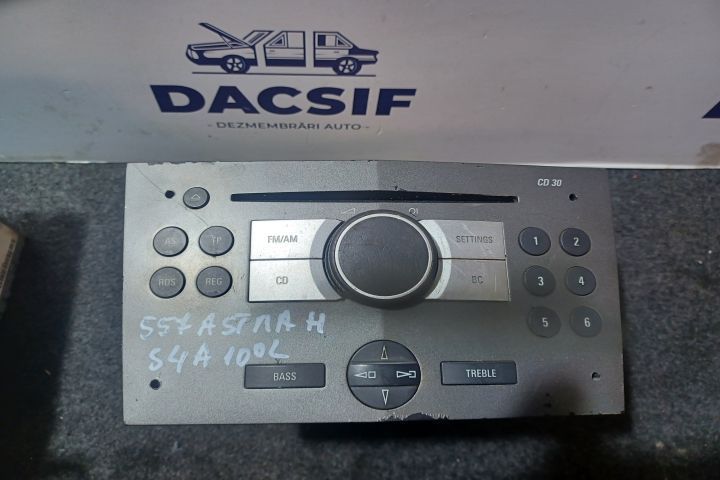 DACSIF
- DEZMEMBRĂRI AUTO -
CD 30
AS TP
FM/AM SETTINGS
1 2
RDS REG
CD BC
3 4
5 6
557 ASTRA H
S4A 100L
BASS TREBLE